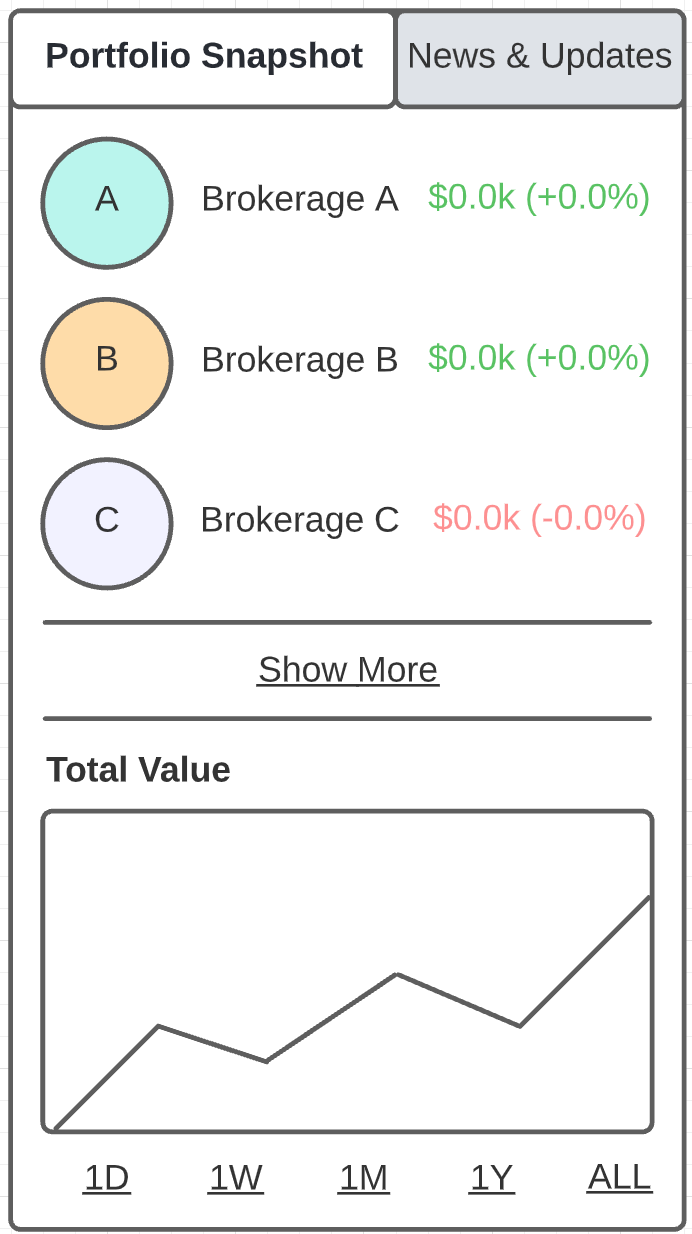 Portfolio Snapshot News & Updates
A Brokerage A $0.0k (+0.0%)
B Brokerage B $0.0k (+0.0%)
C Brokerage C $0.0k (-0.0%)
Show More
Total Value
1D 1W 1M 1Y ALL